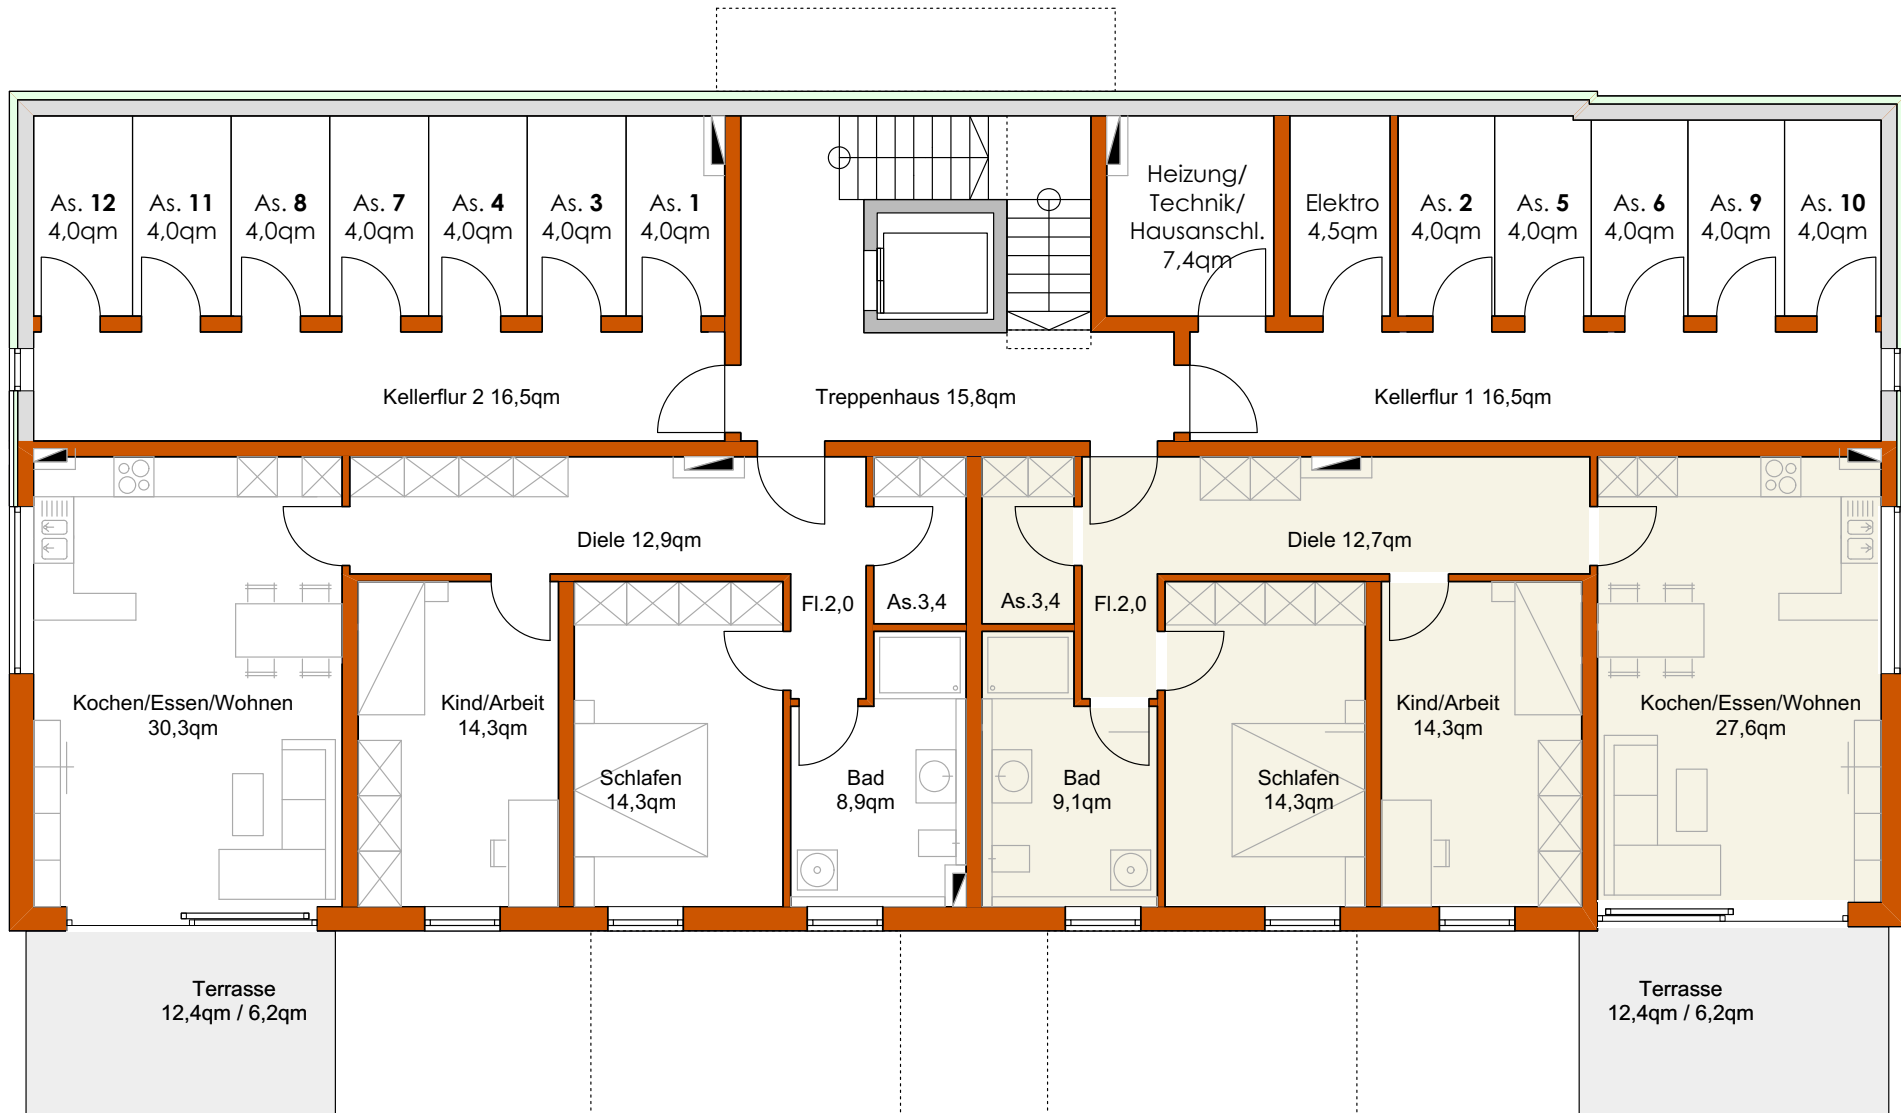 As. 12
4,0qm
As. 11
4,0qm
As. 8
4,0qm
As. 7
4,0qm
As. 4
4,0qm
As. 3
4,0qm
As. 1
4,0qm
Heizung/
Technik/
Hausanschl.
7,4qm
Elektro
4,5qm
As. 2
4,0qm
As. 5
4,0qm
As. 6
4,0qm
As. 9
4,0qm
As. 10
4,0qm
Kellerflur 2 16,5qm
Treppenhaus 15,8qm
Kellerflur 1 16,5qm
Diele 12,9qm
Diele 12,7qm
Fl.2,0
As.3,4
As.3,4
Fl.2,0
Kochen/Essen/Wohnen
30,3qm
Kind/Arbeit
14,3qm
Schlafen
14,3qm
Bad
8,9qm
Bad
9,1qm
Schlafen
14,3qm
Kind/Arbeit
14,3qm
Kochen/Essen/Wohnen
27,6qm
Terrasse
12,4qm / 6,2qm
Terrasse
12,4qm / 6,2qm